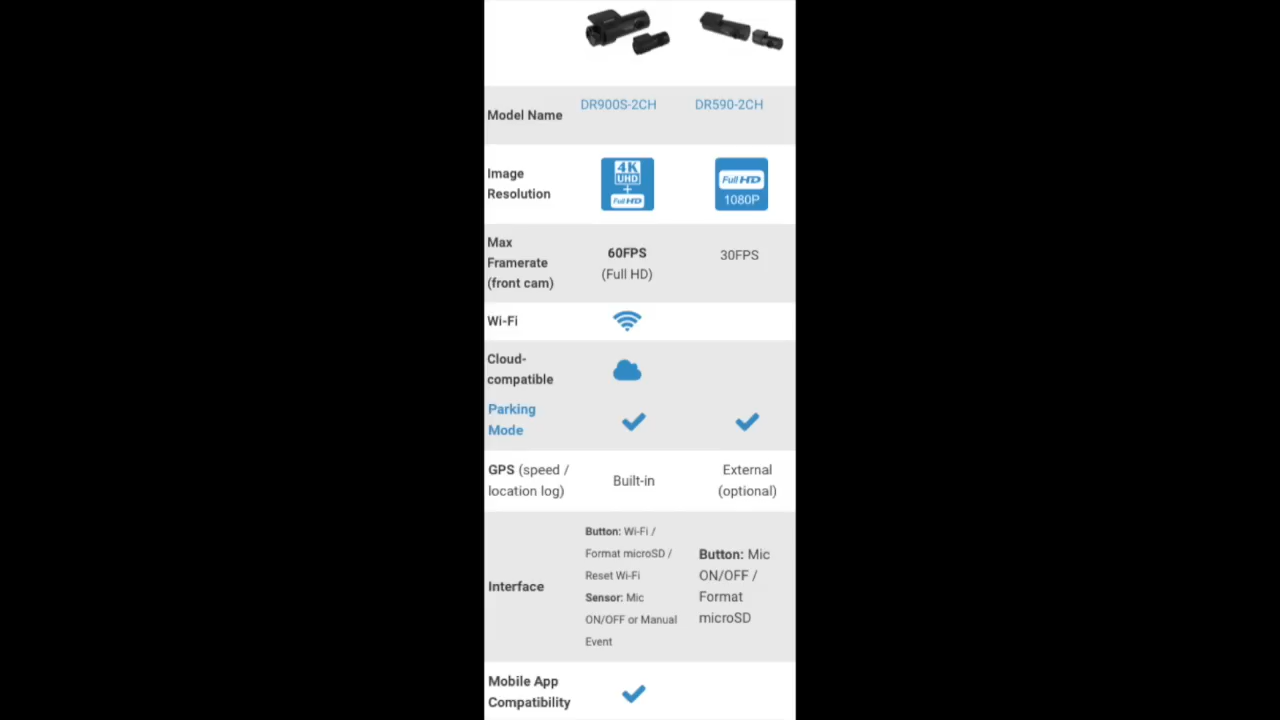 DR900S-2CH DR590-2CH
Model Name
4K
UHD
+
Full HD
Full HD
1080P
Image
Resolution
Max
Framerate
(front cam)
60FPS
(Full HD)
30FPS
Wi-Fi
Cloud-
compatible
Parking
Mode
GPS (speed /
location log)
Built-in
External
(optional)
Interface
Button: Wi-Fi /
Format microSD /
Reset Wi-Fi
Sensor: Mic
ON/OFF or Manual
Event
Button: Mic
ON/OFF /
Format
microSD
Mobile App
Compatibility